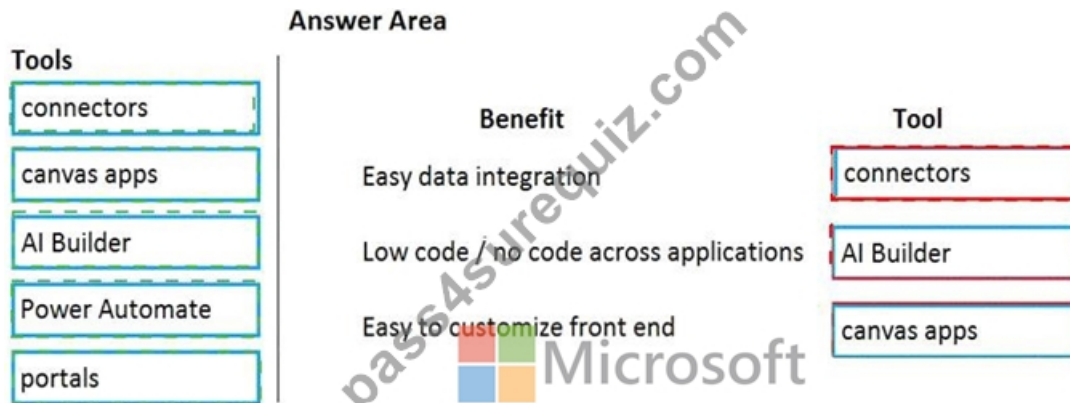 Answer Area
Tools
connectors
canvas apps
AI Builder
Power Automate
portals
Benefit Tool
Easy data integration connectors
Low code / no code across applications AI Builder
Easy to customize front end canvas apps
Microsoft
pass4surequiz.com